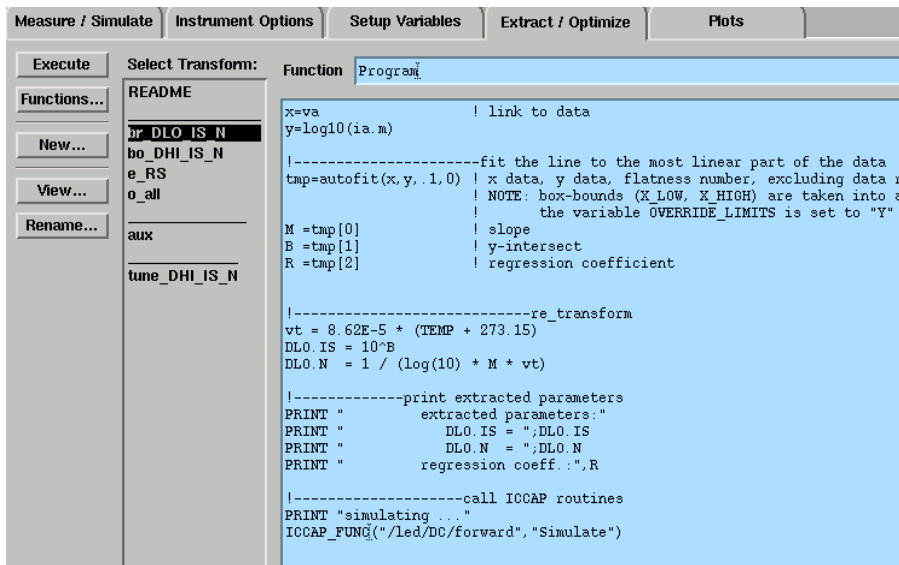 Measure / Simulate
Instrument Options
Setup Variables
Extract / Optimize
Plots
Execute
Functions...
New...
View...
Rename...
Select Transform:
README
br_DLO_IS_N
bo_DHI_IS_N
e_RS
o_all
aux
tune_DHI_IS_N
Function Program
x=va ! link to data
y=log10(ia.m)
!----------------------fit the line to the most linear part of the data
tmp=autofit(x,y,.1,0) ! x data, y data, flatness number, excluding data
! NOTE: box-bounds (X_LOW, X_HIGH) are taken into
! the variable OVERRIDE_LIMITS is set to "Y"
M =tmp[0] ! slope
B =tmp[1] ! y-intersect
R =tmp[2] ! regression coefficient
!----------------------------re_transform
vt = 8.62E-5 * (TEMP + 273.15)
DLO.IS = 10^B
DLO.N = 1 / (log(10) * M * vt)
!-------------print extracted parameters
PRINT " extracted parameters:"
PRINT " DLO.IS = ";DLO.IS
PRINT " DLO.N = ";DLO.N
PRINT " regression coeff.:",R
!--------------------call ICCAP routines
PRINT "simulating ..."
ICCAP_FUNC("/led/DC/forward","Simulate")